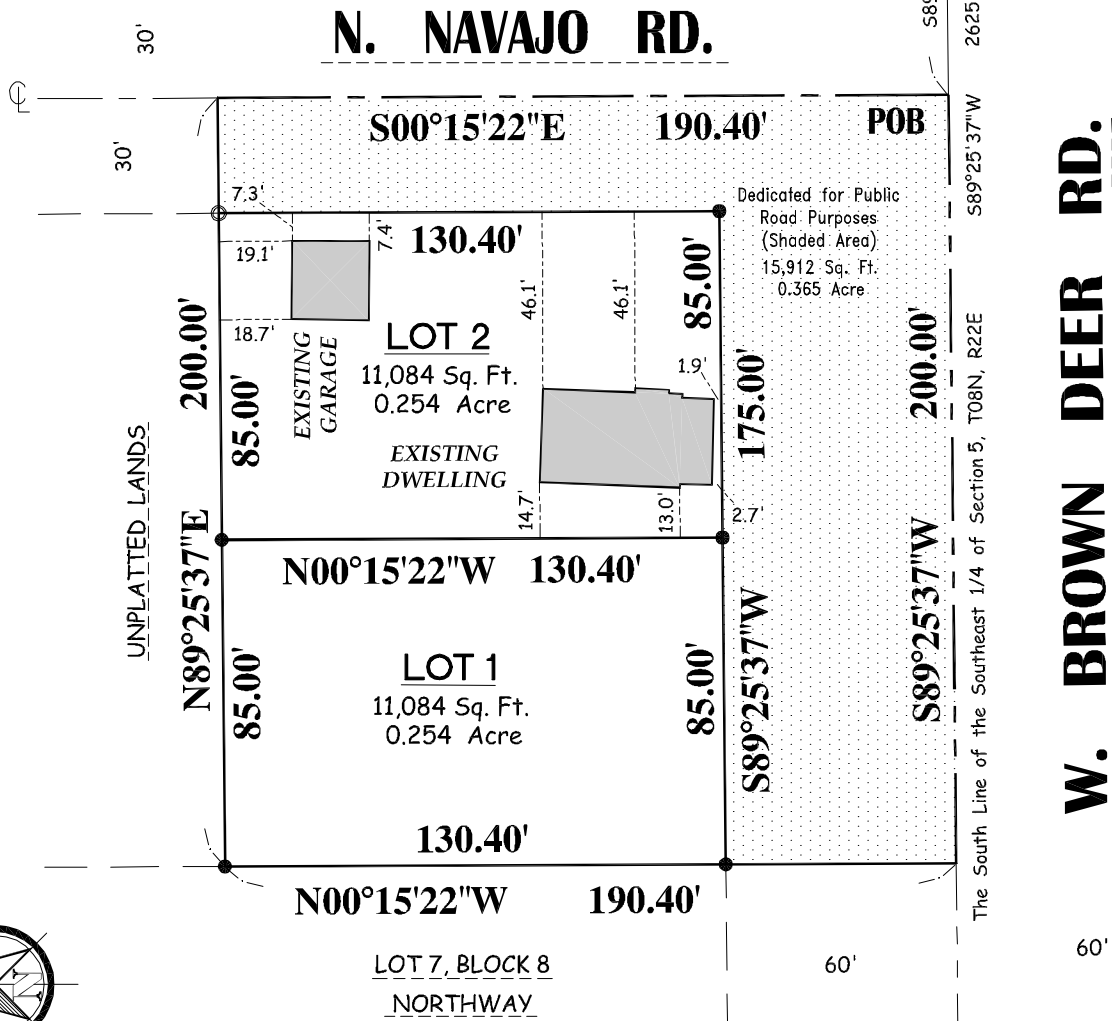 N. NAVAJO RD.
30'
30'
S89
2625
S00°15'22"E 190.40'
POB
S89°25'37"W
7.3'
19.1'
18.7'
7.4'
130.40'
46.1'
46.1'
85.00'
Dedicated for Public
Road Purposes
(Shaded Area)
15,912 Sq. Ft.
0.365 Acre
LOT 2
11,084 Sq. Ft.
0.254 Acre
EXISTING
GARAGE
EXISTING
DWELLING
1.9'
2.7'
14.7'
13.0'
200.00'
85.00'
N89°25'37"E
UNPLATTED LANDS
175.00'
S89°25'37"W
200.00'
S89°25'37"W
The South Line of the Southeast 1/4 of Section 5, T08N, R22E
W. BROWN DEER RD.
N00°15'22"W 130.40'
LOT 1
11,084 Sq. Ft.
0.254 Acre
85.00'
85.00'
130.40'
N00°15'22"W 190.40'
LOT 7, BLOCK 8
NORTHWAY
60'
60'
N